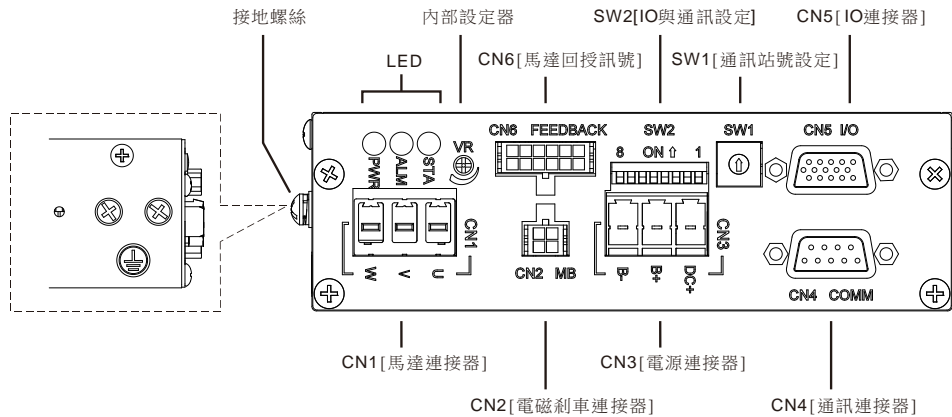 接地螺絲
內部設定器
SW2[IO與通訊設定]
CN5[IO連接器]
LED
CN6[馬達回授訊號]
SW1[通訊站號設定]
CN6 FEEDBACK
SW2
SW1
CN5 I/O
PWR
ALM
STA
VR
8 ON⇧ 1
CN1
CN3
W
V
U
CN2 MB
B-
B+
DC+
CN4 COMM
CN1[馬達連接器]
CN3[電源連接器]
CN2[電磁剎車連接器]
CN4[通訊連接器]